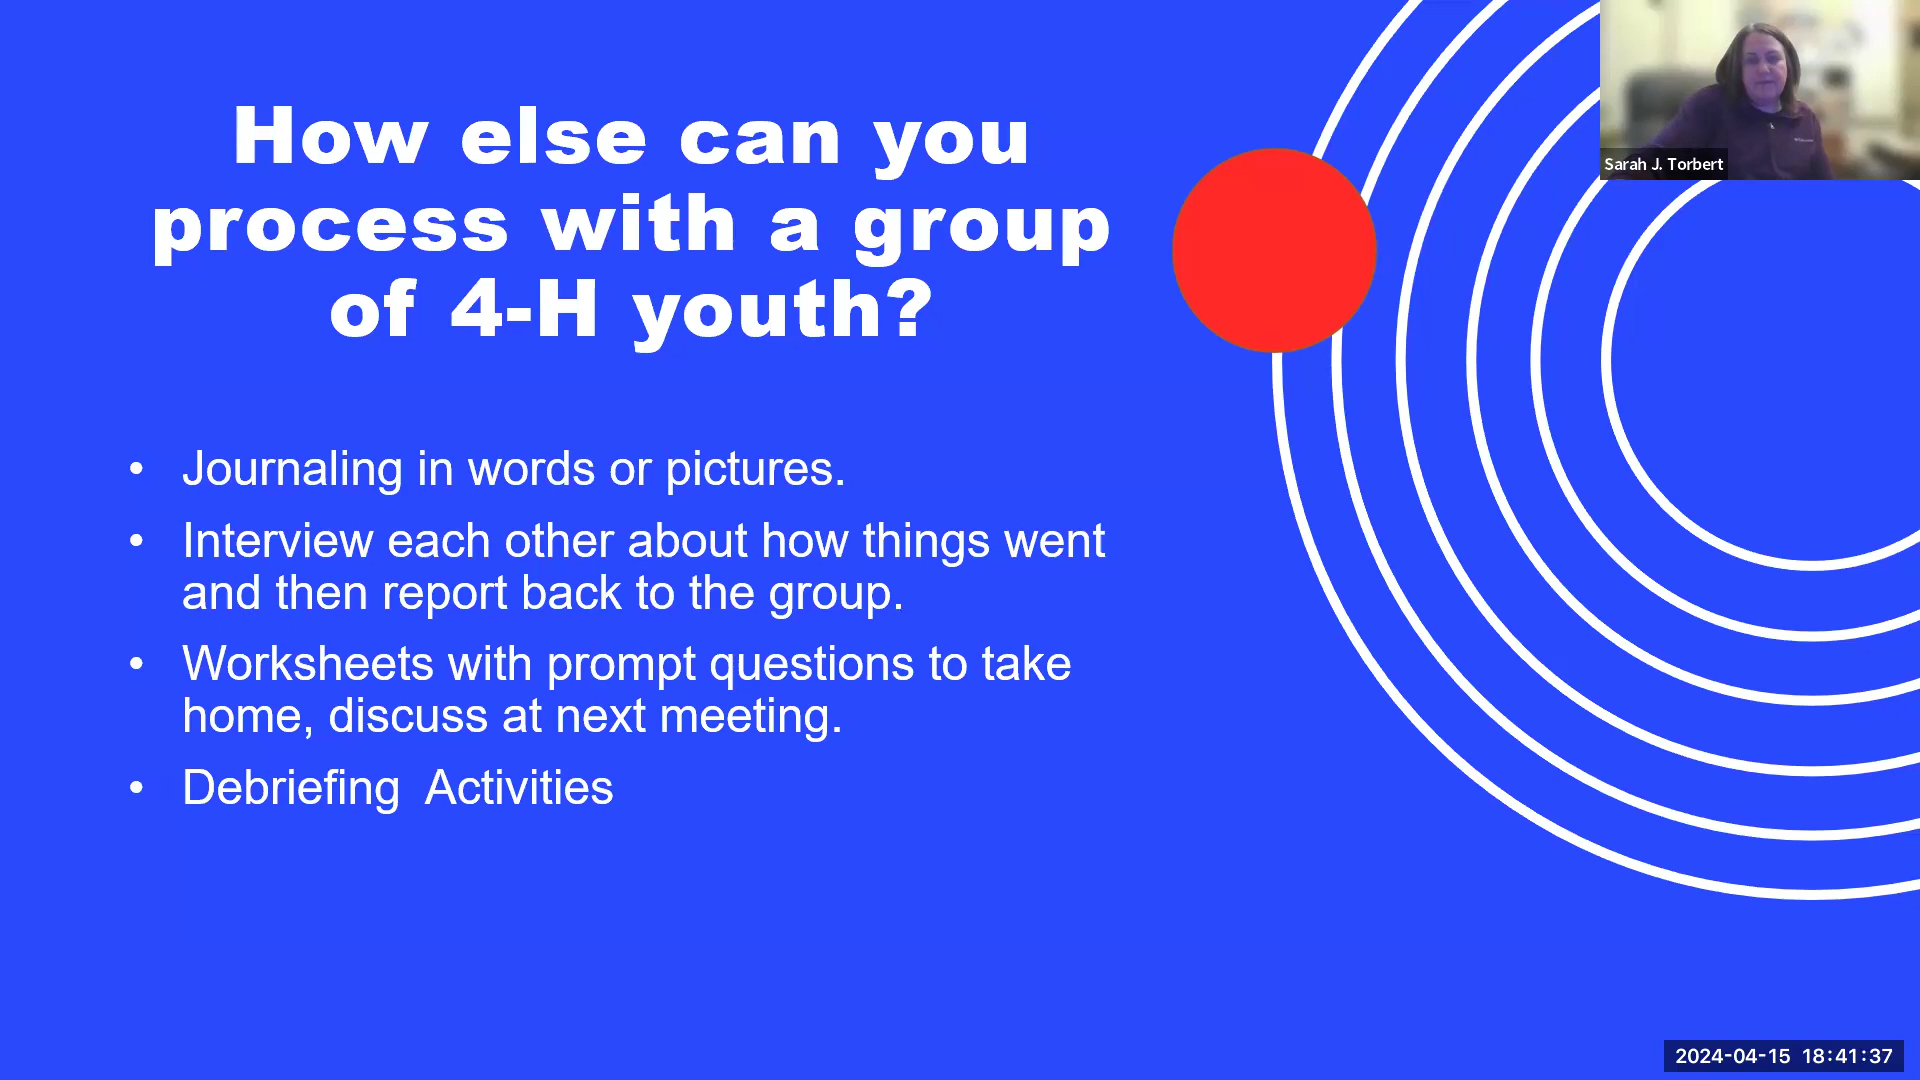 How else can you
process with a group
of 4-H youth?
• Journaling in words or pictures.
• Interview each other about how things went
and then report back to the group.
• Worksheets with prompt questions to take
home, discuss at next meeting.
• Debriefing  Activities
Sarah J. Torbert
2024-04-15 18:41:37